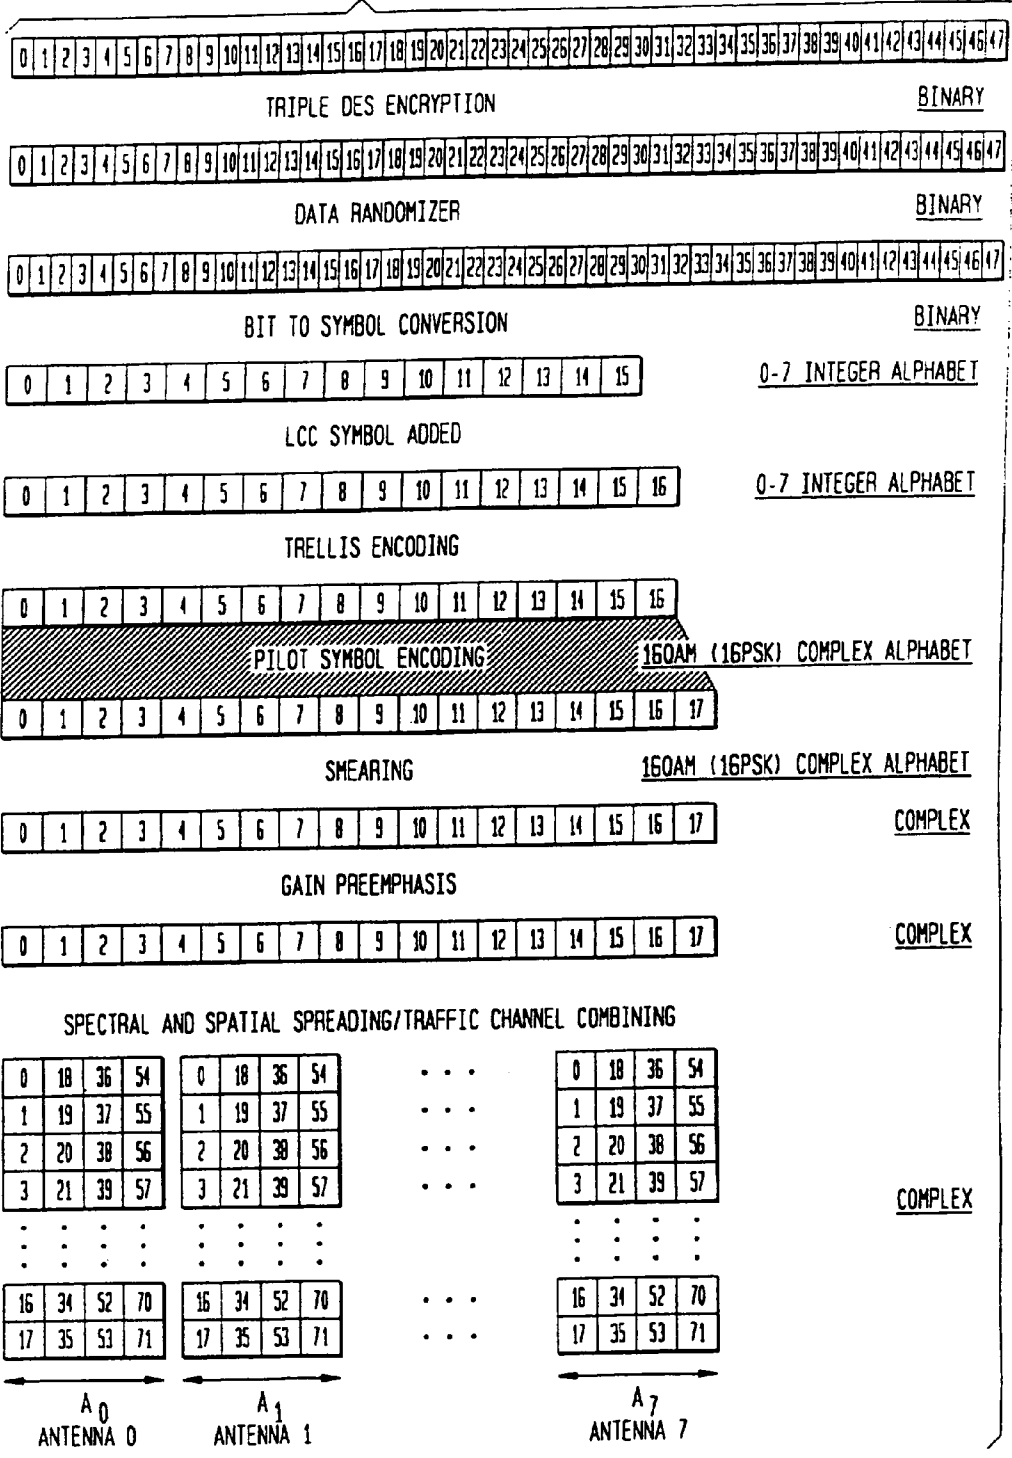 0 1 2 3 4 5 6 7 8 9 10 11 12 13 14 15 16 17 18 19 20 21 22 23 24 25 26 27 28 29 30 31 32 33 34 35 36 37 38 39 40 41 42 43 44 45 46 47
TRIPLE DES ENCRYPTION BINARY
0 1 2 3 4 5 6 7 8 9 10 11 12 13 14 15 16 17 18 19 20 21 22 23 24 25 26 27 28 29 30 31 32 33 34 35 36 37 38 39 40 41 42 43 44 45 46 47
DATA RANDOMIZER BINARY
0 1 2 3 4 5 6 7 8 9 10 11 12 13 14 15 16 17 18 19 20 21 22 23 24 25 26 27 28 29 30 31 32 33 34 35 36 37 38 39 40 41 42 43 44 45 46 47
BIT TO SYMBOL CONVERSION BINARY
0 1 2 3 4 5 6 7 8 9 10 11 12 13 14 15 0-7 INTEGER ALPHABET
LCC SYMBOL ADDED
0 1 2 3 4 5 6 7 8 9 10 11 12 13 14 15 16 0-7 INTEGER ALPHABET
TRELLIS ENCODING
0 1 2 3 4 5 6 7 8 9 10 11 12 13 14 15 16
PILOT SYMBOL ENCODING 16QAM (16PSK) COMPLEX ALPHABET
0 1 2 3 4 5 6 7 8 9 10 11 12 13 14 15 16 17
SMEARING 16QAM (16PSK) COMPLEX ALPHABET
0 1 2 3 4 5 6 7 8 9 10 11 12 13 14 15 16 17 COMPLEX
GAIN PREEMPHASIS
0 1 2 3 4 5 6 7 8 9 10 11 12 13 14 15 16 17 COMPLEX
SPECTRAL AND SPATIAL SPREADING/TRAFFIC CHANNEL COMBINING
0 18 36 54 0 18 36 54 . . . 0 18 36 54
1 19 37 55 1 19 37 55 . . . 1 19 37 55
2 20 38 56 2 20 38 56 . . . 2 20 38 56
3 21 39 57 3 21 39 57 . . . 3 21 39 57
COMPLEX
16 34 52 70 16 34 52 70 . . . 16 34 52 70
17 35 53 71 17 35 53 71 . . . 17 35 53 71
A0 A1 A7
ANTENNA 0 ANTENNA 1 ANTENNA 7